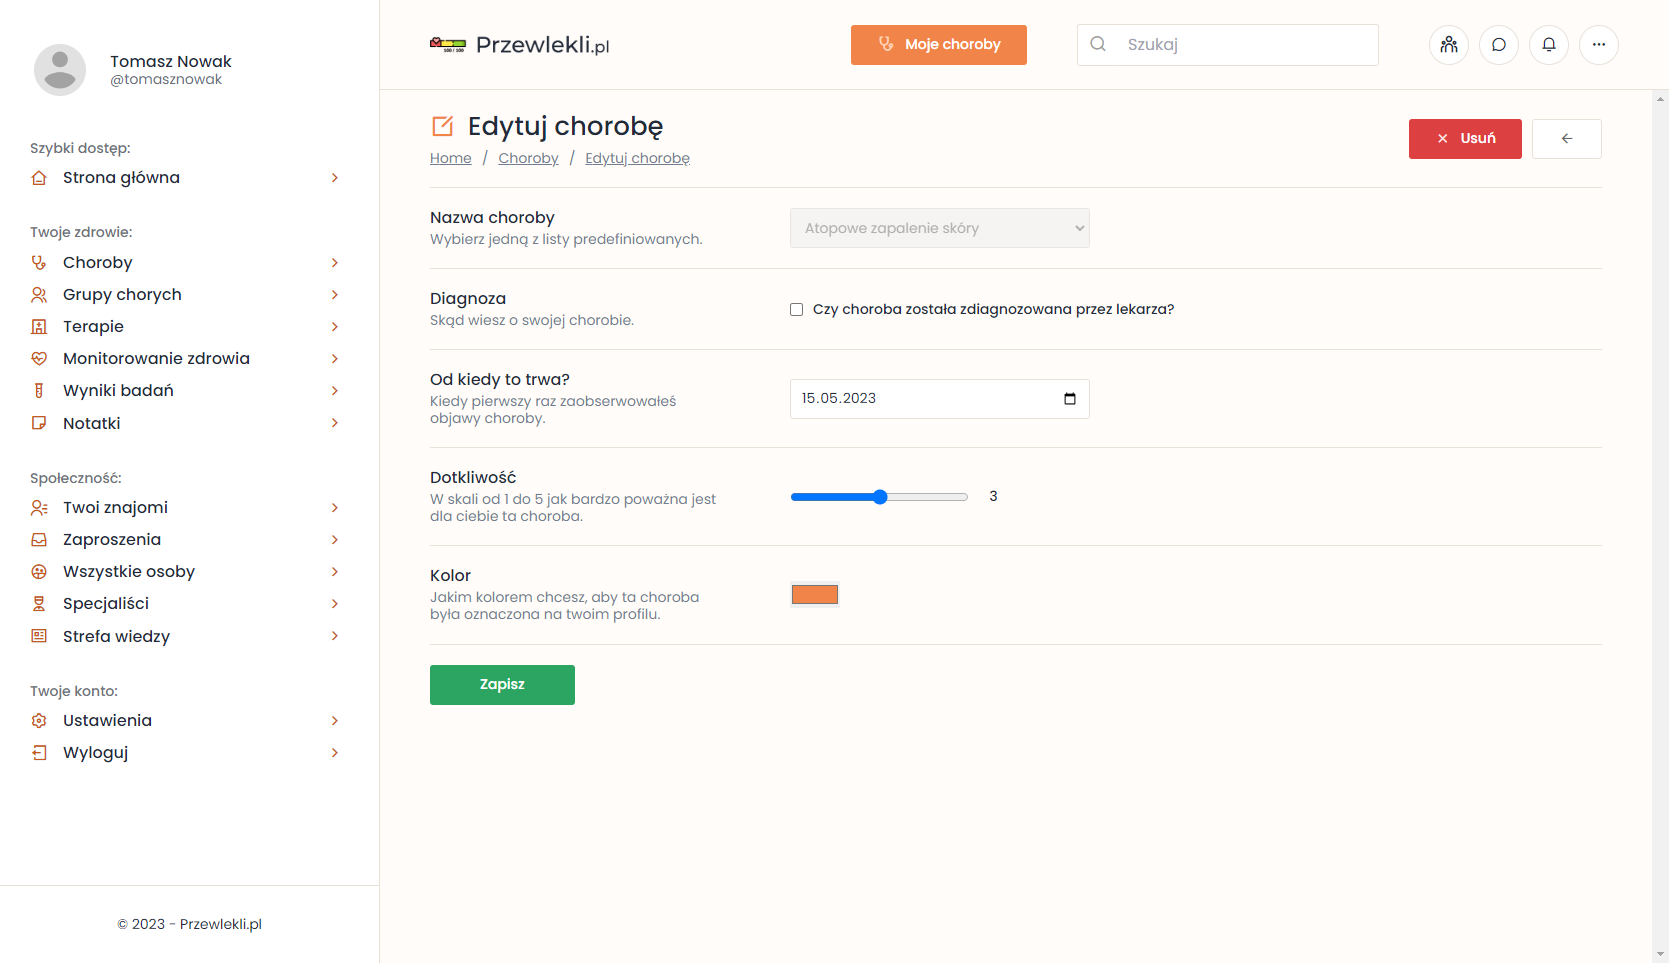 Tomasz Nowak
@tomasznowak
Szybki dostęp:
Strona główna
Twoje zdrowie:
Choroby
Grupy chorych
Terapie
Monitorowanie zdrowia
Wyniki badań
Notatki
Społeczność:
Twoi znajomi
Zaproszenia
Wszystkie osoby
Specjaliści
Strefa wiedzy
Twoje konto:
Ustawienia
Wyloguj
© 2023 - Przewlekli.pl
100 / 100
Przewlekli.pl
Moje choroby
Szukaj
Edytuj chorobę
Home / Choroby / Edytuj chorobę
Usuń
Nazwa choroby
Wybierz jedną z listy predefiniowanych.
Atopowe zapalenie skóry
Diagnoza
Skąd wiesz o swojej chorobie.
Czy choroba została zdiagnozowana przez lekarza?
Od kiedy to trwa?
Kiedy pierwszy raz zaobserwowałeś
objawy choroby.
15.05.2023
Dotkliwość
W skali od 1 do 5 jak bardzo poważna jest
dla ciebie ta choroba.
3
Kolor
Jakim kolorem chcesz, aby ta choroba
była oznaczona na twoim profilu.
Zapisz